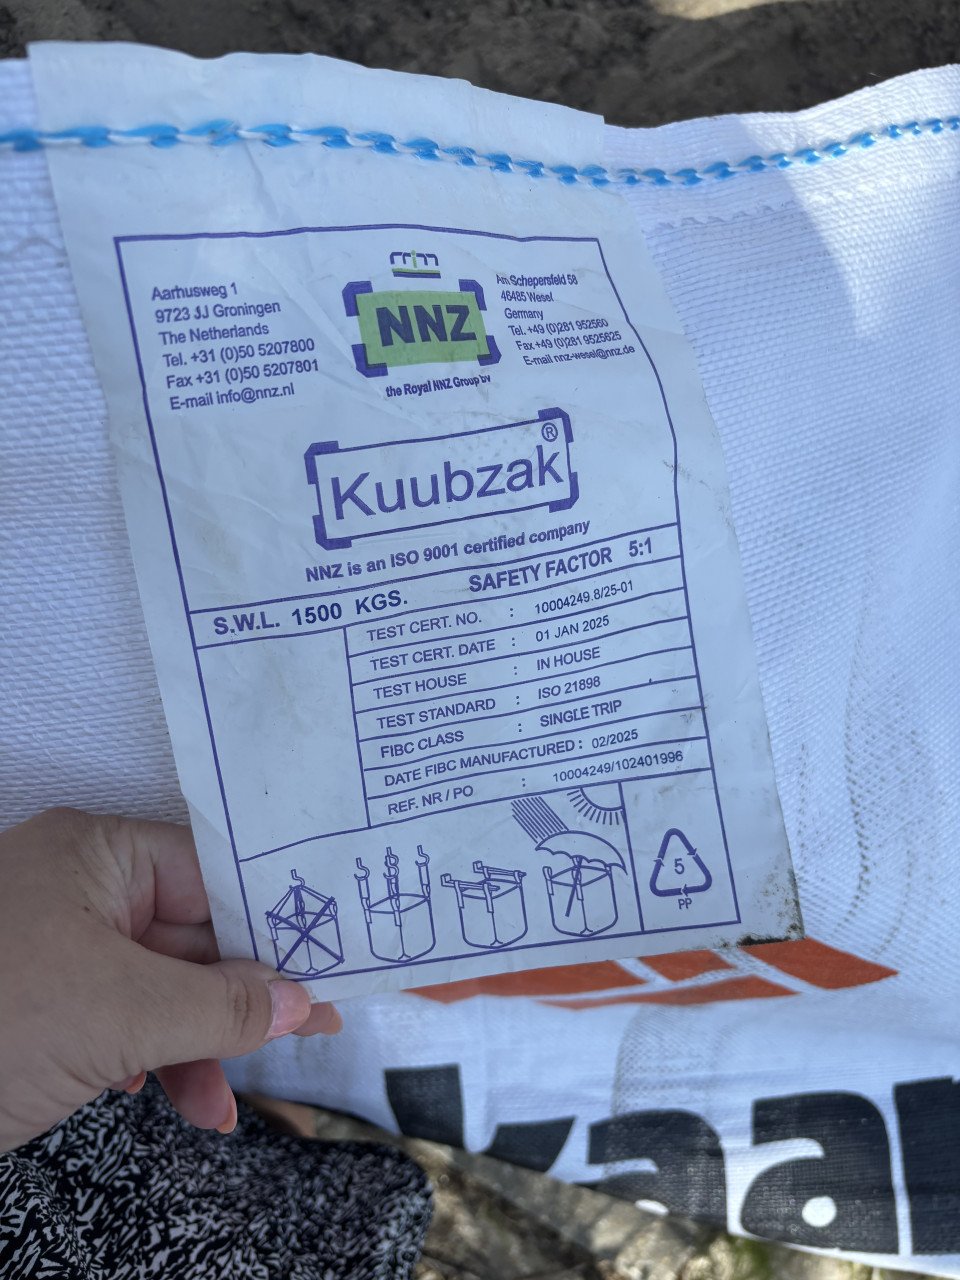 Aarhusweg 1
9723 JJ Groningen
The Netherlands
Tel. +31 (0)50 5207800
Fax +31 (0)50 5207801
E-mail info@nnz.nl
NNZ
the Royal NNZ Group bv
Am Schepersfeld 58
46485 Wesel
Germany
Tel. +49 (0)281 952560
Fax +49 (0)281 9525625
E-mail nnz-wesel@nnz.de
Kuubzak®
NNZ is an ISO 9001 certified company
S.W.L. 1500 KGS. SAFETY FACTOR 5:1
TEST CERT. NO. : 10004249.8/25-01
TEST CERT. DATE : 01 JAN 2025
TEST HOUSE : IN HOUSE
TEST STANDARD : ISO 21898
FIBC CLASS : SINGLE TRIP
DATE FIBC MANUFACTURED : 02/2025
REF. NR / PO : 10004249/102401996
5
PP
kaar